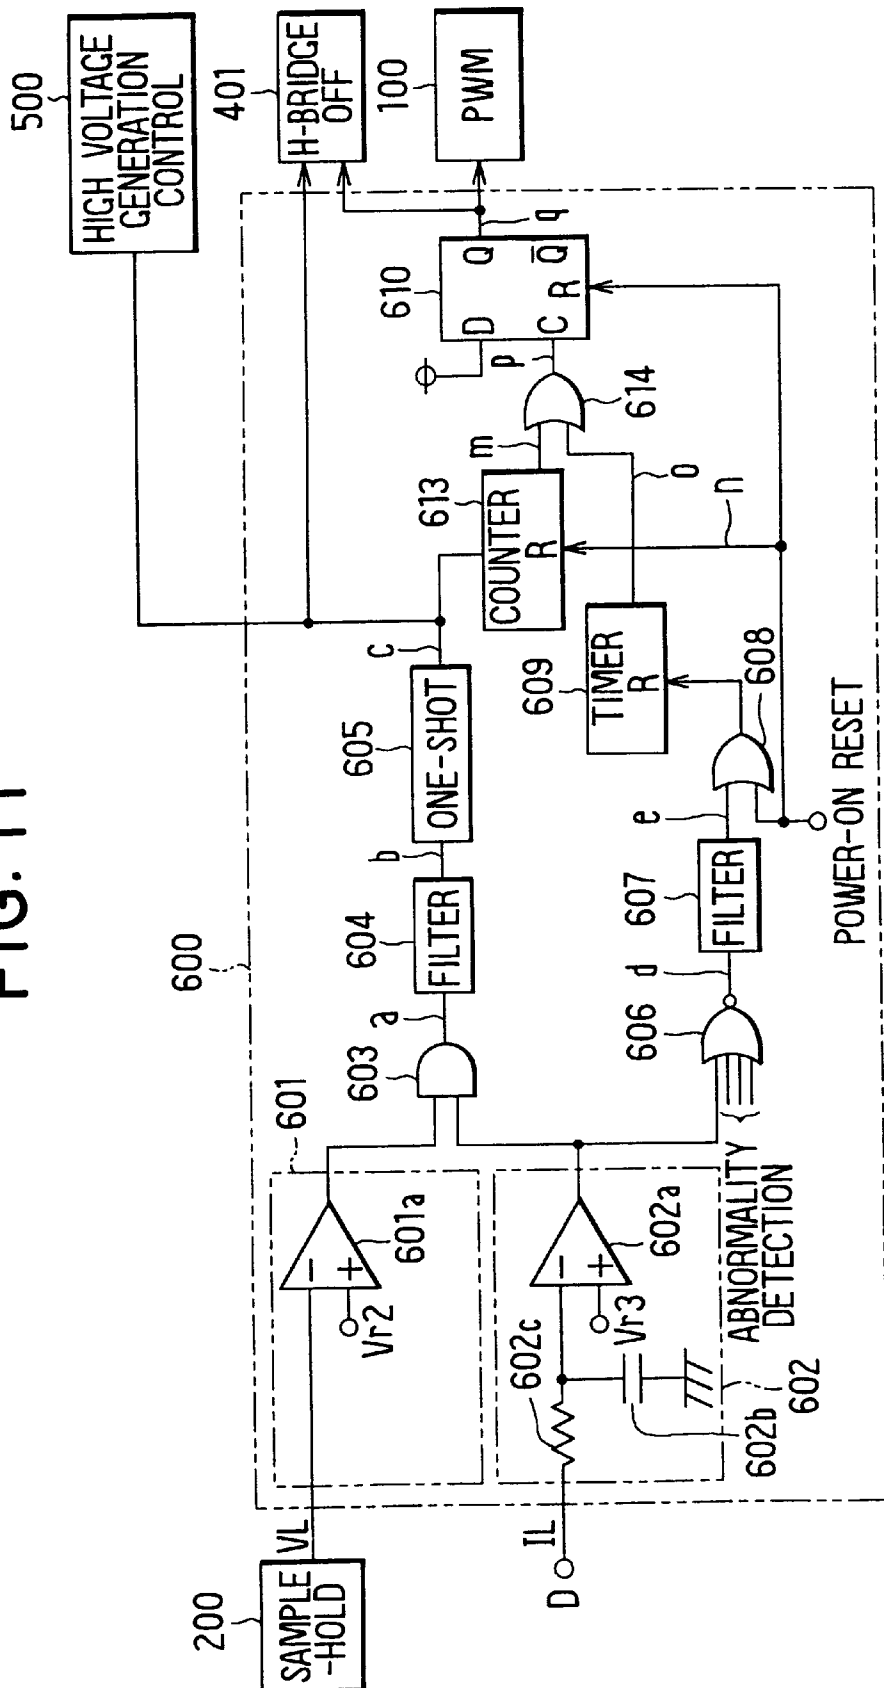 FIG. 11
500
HIGH VOLTAGE
GENERATION
CONTROL
401
H-BRIDGE
OFF
100
PWM
600
601
VL
200
SAMPLE
-HOLD
601a
Vr2
603
a
604
FILTER
b
605
ONE-SHOT
c
613
COUNTER
R
m
614
p
610
D
Q
C
R
Q̅
q
IL
D
602c
602b
602
602a
Vr3
ABNORMALITY
DETECTION
606
d
607
FILTER
e
608
609
TIMER
R
o
n
POWER-ON RESET